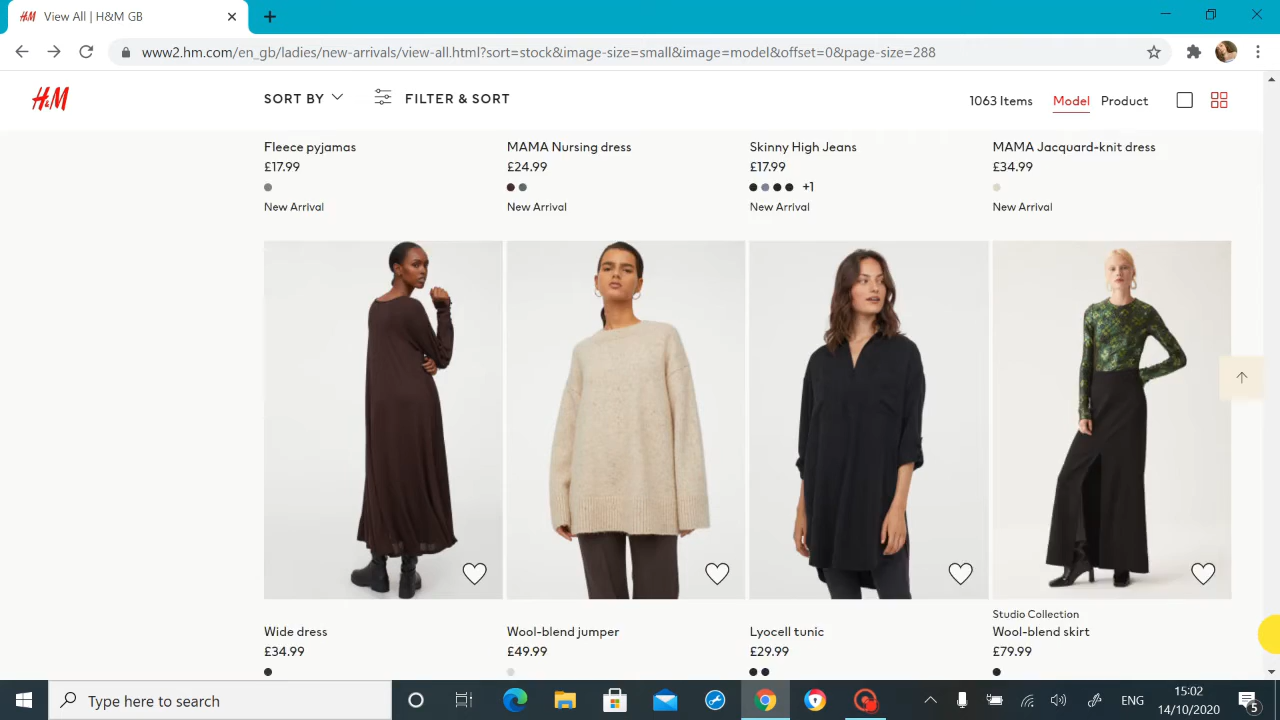 H&M View All | H&M GB
www2.hm.com/en_gb/ladies/new-arrivals/view-all.html?sort=stock&image-size=small&image=model&offset=0&page-size=288
H&M SORT BY FILTER & SORT 1063 Items Model Product
Fleece pyjamas MAMA Nursing dress Skinny High Jeans MAMA Jacquard-knit dress
£17.99 £24.99 £17.99 £34.99
+1
New Arrival New Arrival New Arrival New Arrival
Studio Collection
Wide dress Wool-blend jumper Lyocell tunic Wool-blend skirt
£34.99 £49.99 £29.99 £79.99
Type here to search ENG 15:02 5
14/10/2020